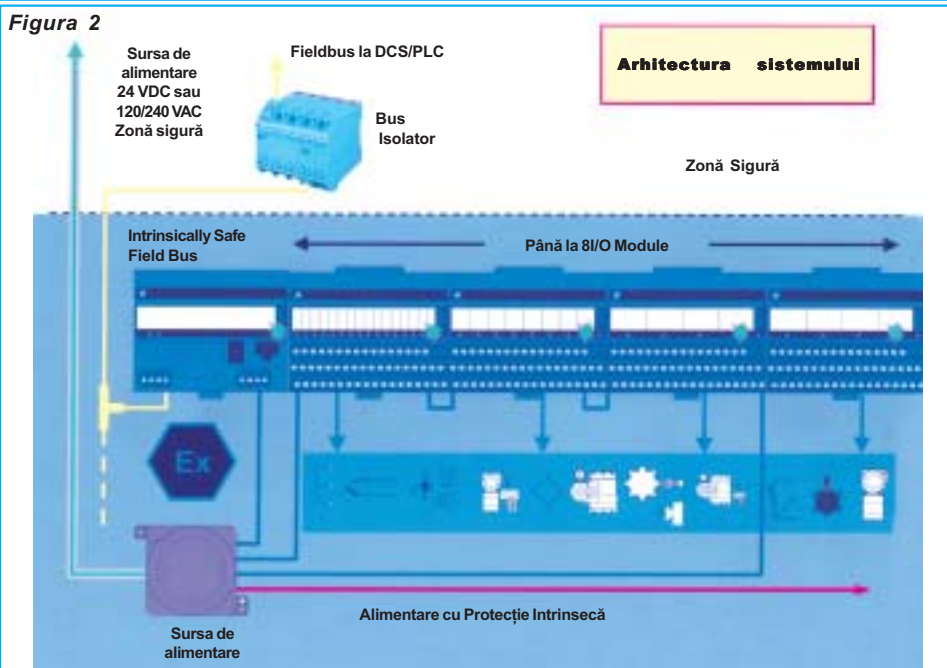 Figura 2
Sursa de
alimentare
24 VDC sau
120/240 VAC
Zonă sigură
Fieldbus la DCS/PLC
Bus
Isolator
Arhitectura sistemului
Zonă Sigură
Intrinsically Safe
Field Bus
Până la 8I/O Module
Ex
Alimentare cu Protecție Intrinsecă
Sursa de
alimentare